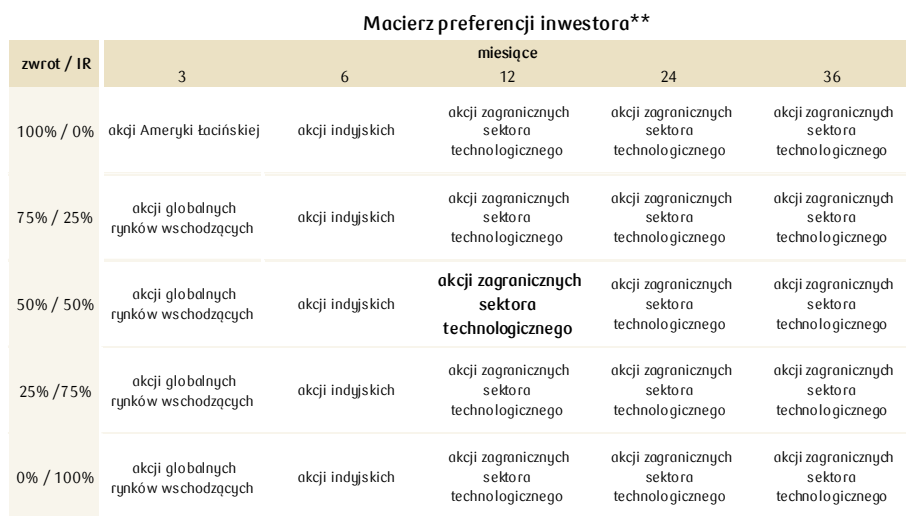 Macierz preferencji inwestora**
zwrot / IR
miesiące
3 6 12 24 36
100% / 0%
akcji Ameryki Łacińskiej
akcji indyjskich
akcji zagranicznych
sektora
technologicznego
akcji zagranicznych
sektora
technologicznego
akcji zagranicznych
sektora
technologicznego
75% / 25%
akcji globalnych
rynków wschodzących
akcji indyjskich
akcji zagranicznych
sektora
technologicznego
akcji zagranicznych
sektora
technologicznego
akcji zagranicznych
sektora
technologicznego
50% / 50%
akcji globalnych
rynków wschodzących
akcji indyjskich
akcji zagranicznych
sektora
technologicznego
akcji zagranicznych
sektora
technologicznego
akcji zagranicznych
sektora
technologicznego
25% /75%
akcji globalnych
rynków wschodzących
akcji indyjskich
akcji zagranicznych
sektora
technologicznego
akcji zagranicznych
sektora
technologicznego
akcji zagranicznych
sektora
technologicznego
0% / 100%
akcji globalnych
rynków wschodzących
akcji indyjskich
akcji zagranicznych
sektora
technologicznego
akcji zagranicznych
sektora
technologicznego
akcji zagranicznych
sektora
technologicznego